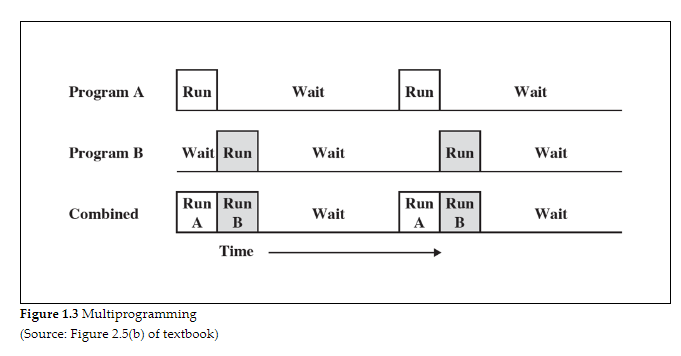 Program A Run Wait Run Wait
Program B Wait Run Wait Run Wait
Combined Run A Run B Wait Run A Run B Wait
Time
Figure 1.3 Multiprogramming
(Source: Figure 2.5(b) of textbook)